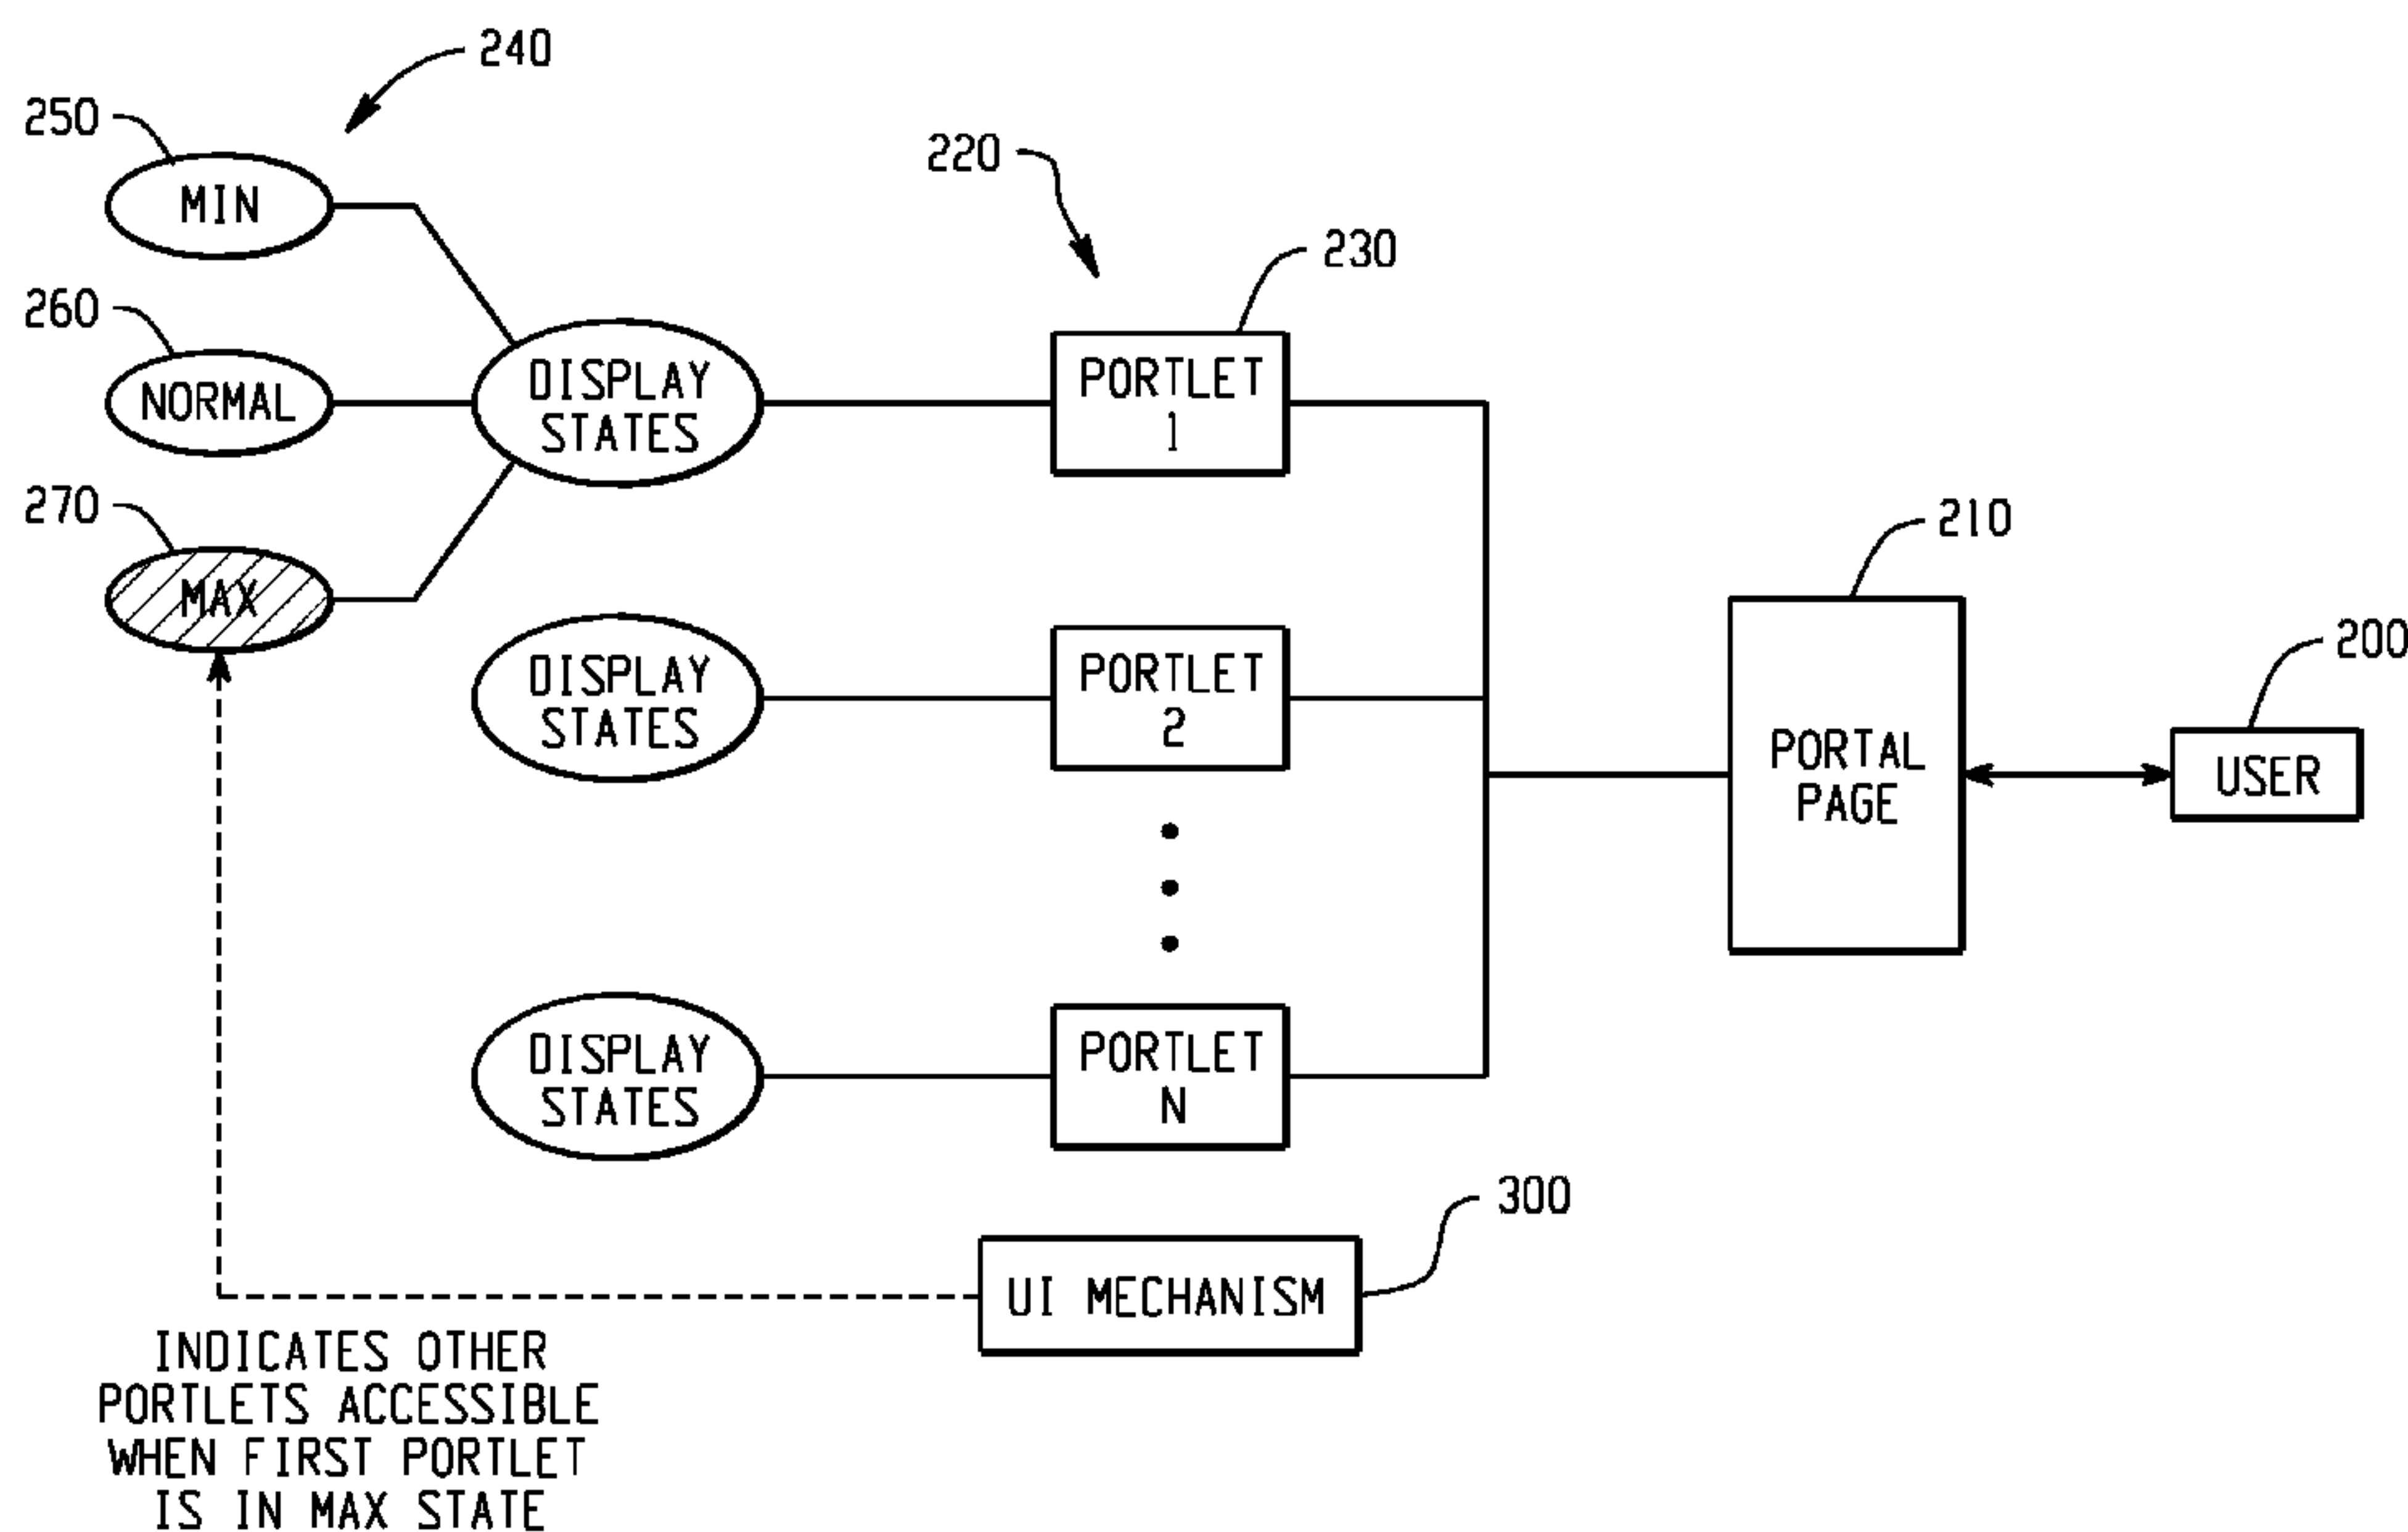 240
250
MIN
220
230
260
NORMAL
DISPLAY
STATES
PORTLET
1
270
MAX
210
DISPLAY
STATES
PORTLET
2
200
PORTAL
PAGE
USER
DISPLAY
STATES
PORTLET
N
300
UI MECHANISM
INDICATES OTHER
PORTLETS ACCESSIBLE
WHEN FIRST PORTLET
IS IN MAX STATE